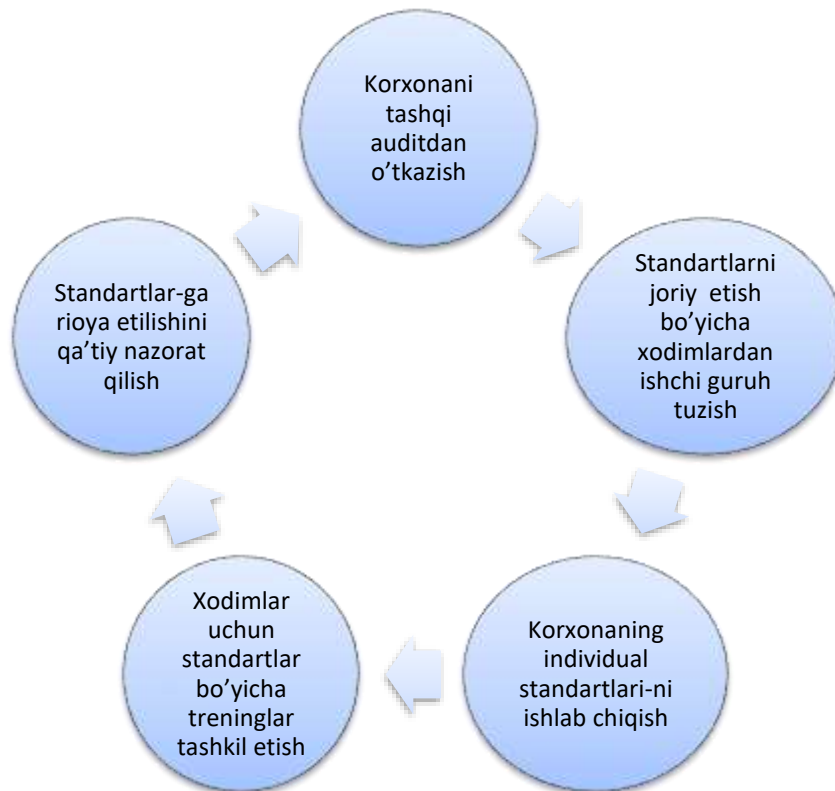 Korxonani
tashqi
auditdan
o’tkazish
Standartlarni
joriy etish
bo’yicha
xodimlardan
ishchi guruh
tuzish
Korxonaning
individual
standartlari-ni
ishlab chiqish
Xodimlar
uchun
standartlar
bo’yicha
treninglar
tashkil etish
Standartlar-ga
rioya etilishini
qa’tiy nazorat
qilish